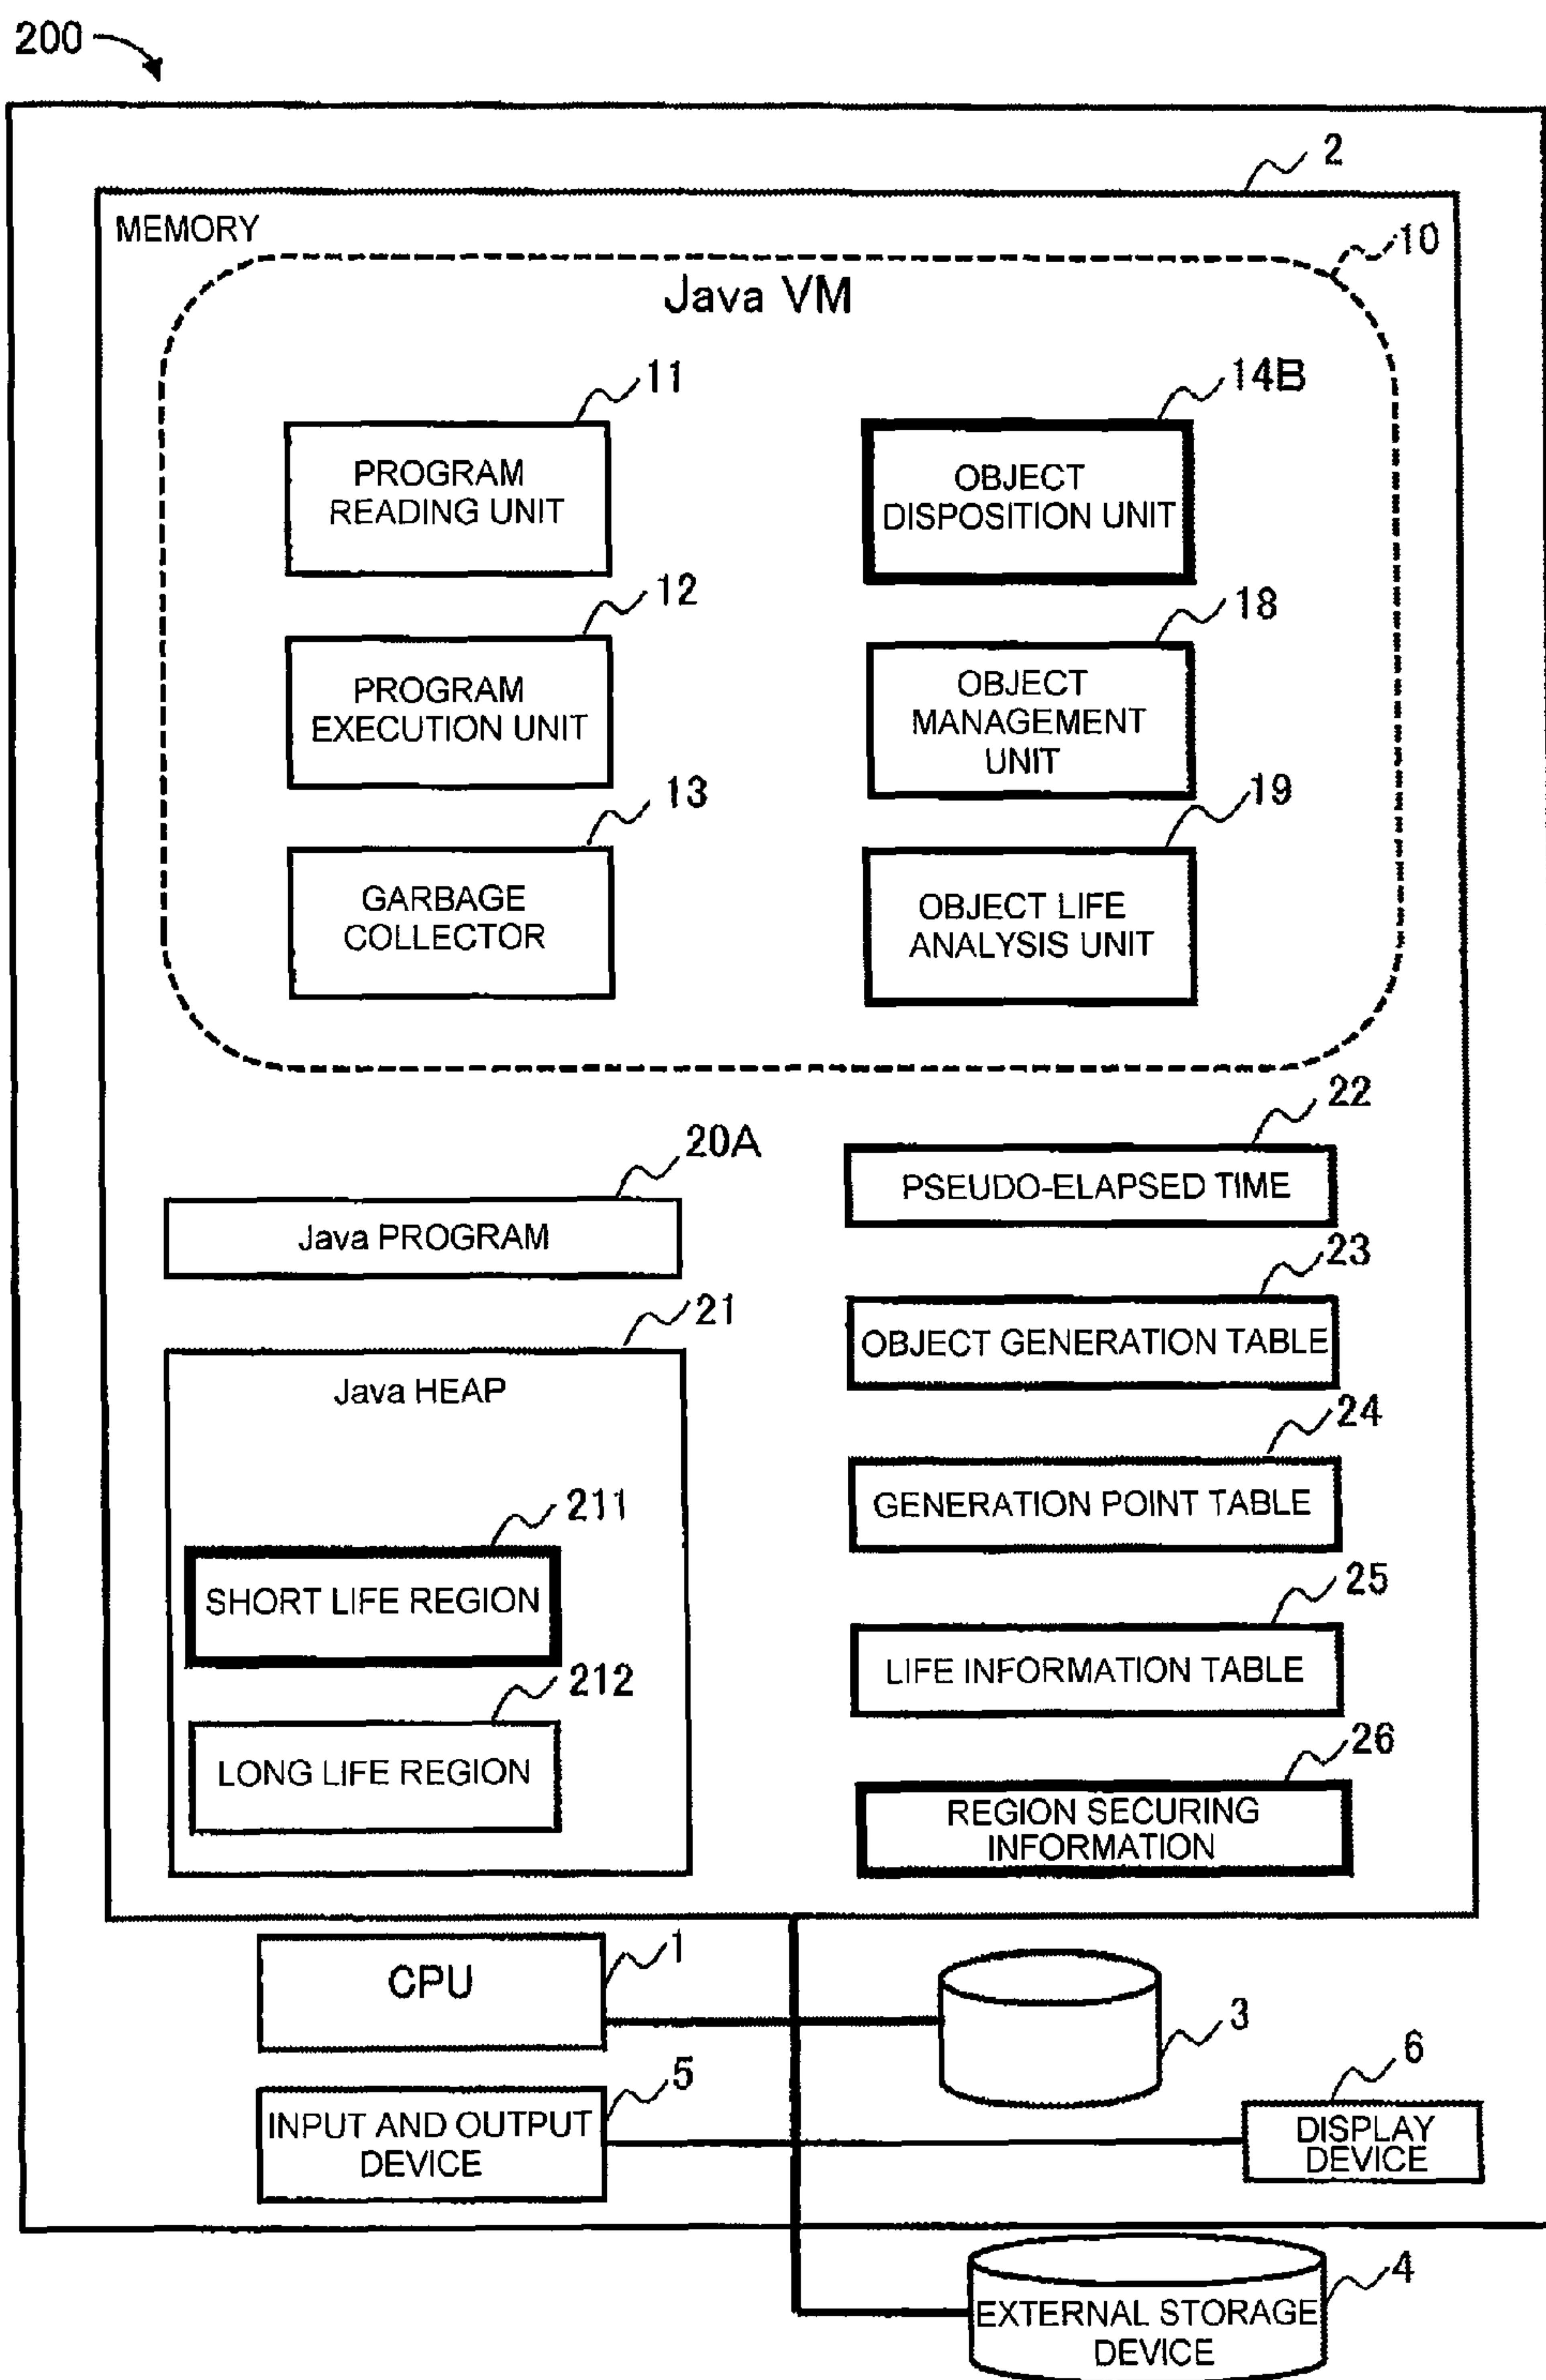 200
2
MEMORY
10
Java VM
11
PROGRAM
READING UNIT
14B
OBJECT
DISPOSITION UNIT
12
PROGRAM
EXECUTION UNIT
18
OBJECT
MANAGEMENT
UNIT
13
GARBAGE
COLLECTOR
19
OBJECT LIFE
ANALYSIS UNIT
20A
Java PROGRAM
21
Java HEAP
211
SHORT LIFE REGION
212
LONG LIFE REGION
22
PSEUDO-ELAPSED TIME
23
OBJECT GENERATION TABLE
24
GENERATION POINT TABLE
25
LIFE INFORMATION TABLE
26
REGION SECURING
INFORMATION
1
CPU
3
5
INPUT AND OUTPUT
DEVICE
6
DISPLAY
DEVICE
4
EXTERNAL STORAGE
DEVICE